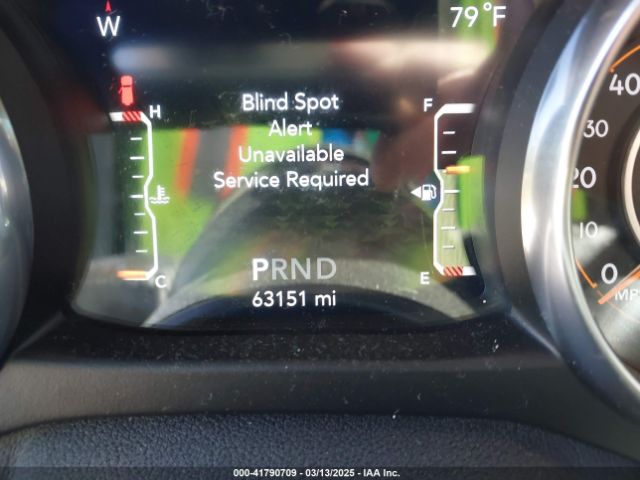 79°F
W
H
F
Blind Spot
Alert
Unavailable
Service Required
C
E
PRND
63151 mi
40
30
20
10
0
000-41790709 - 03/13/2025 - IAA Inc.